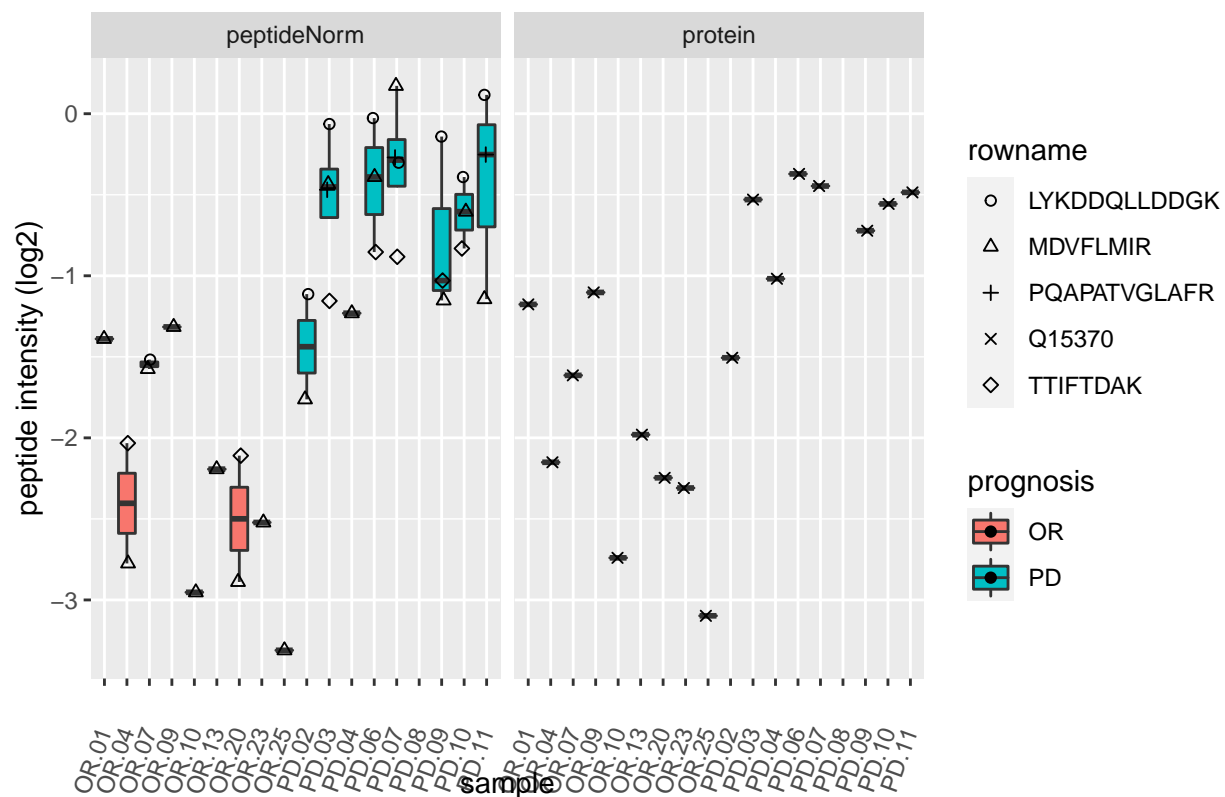 peptideNorm
protein
0
−1
−2
−3
peptide intensity (log2)
OR.01
OR.04
OR.07
OR.09
OR.10
OR.13
OR.20
OR.23
OR.25
PD.02
PD.03
PD.04
PD.06
PD.07
PD.08
PD.09
PD.10
PD.11
OR.01
OR.04
OR.07
OR.09
OR.10
OR.13
OR.20
OR.23
OR.25
PD.02
PD.03
PD.04
PD.06
PD.07
PD.08
PD.09
PD.10
PD.11
sample
rowname
LYKDDQLLDDGK
MDVFLMIR
PQAPATVGLAFR
Q15370
TTIFTDAK
prognosis
OR
PD